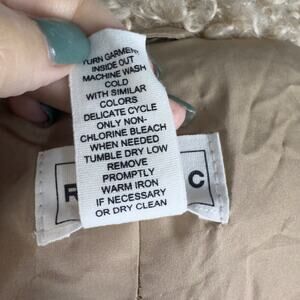 TURN GARMENT
INSIDE OUT
MACHINE WASH
COLD
WITH SIMILAR
COLORS
DELICATE CYCLE
ONLY NON-
CHLORINE BLEACH
WHEN NEEDED
TUMBLE DRY LOW
REMOVE
PROMPTLY
WARM IRON
IF NECESSARY
OR DRY CLEAN